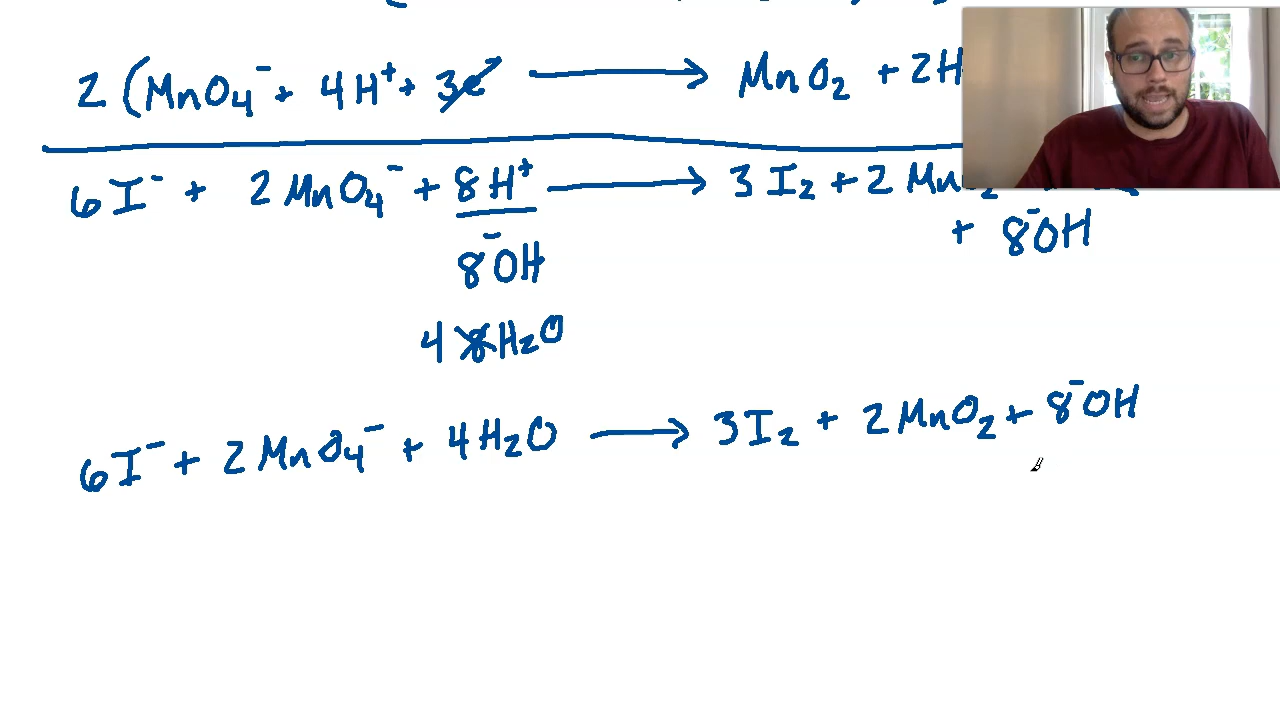 2 (MnO₄⁻ + 4H⁺ + 3e⁻ ⟶ MnO₂ + 2H
6I⁻ + 2MnO₄⁻ + 8H⁺ ⟶ 3I₂ + 2MnO₂
8⁻OH + 8⁻OH
4 8H₂O
6I⁻ + 2MnO₄⁻ + 4H₂O ⟶ 3I₂ + 2MnO₂ + 8⁻OH